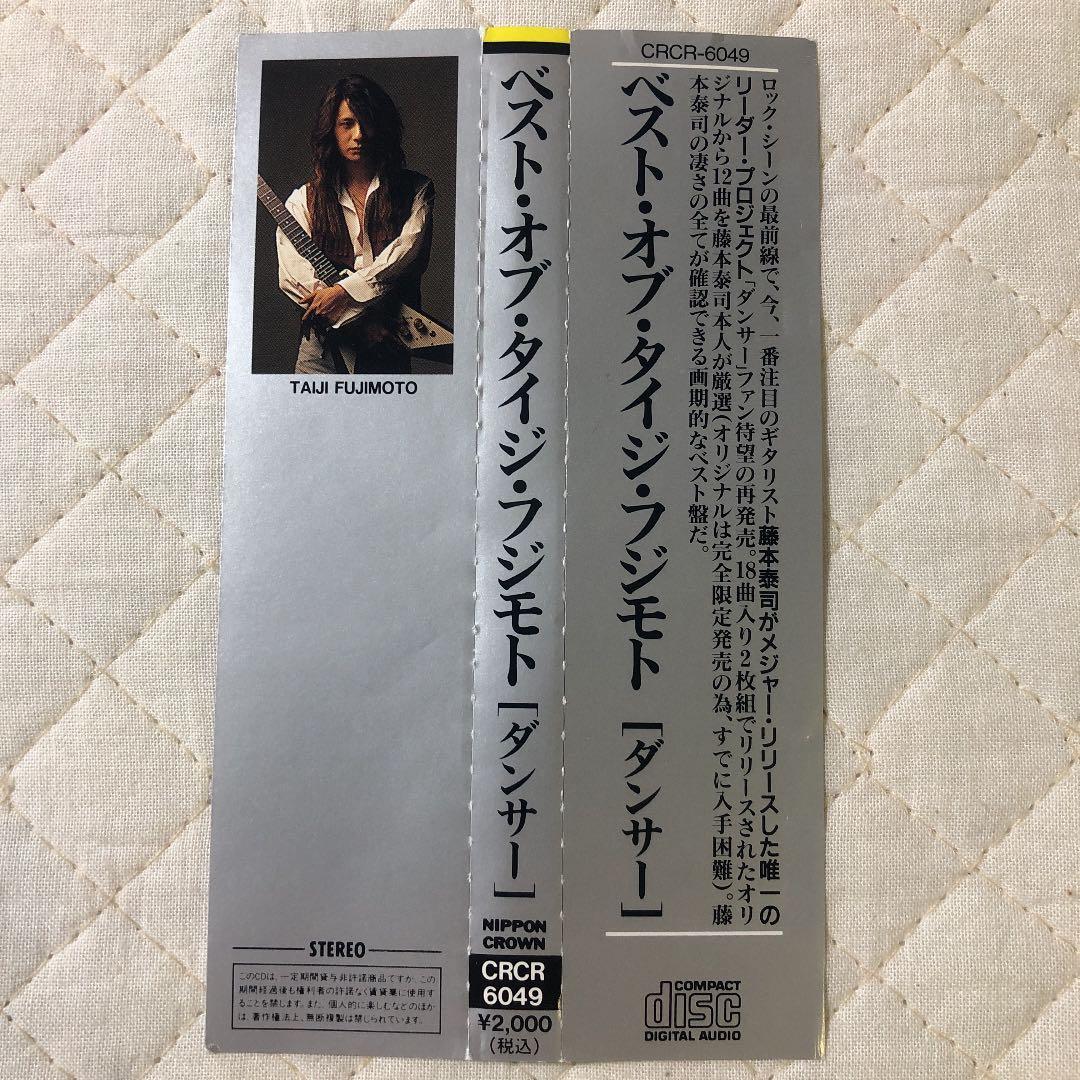 CRCR-6049
ロック・シーンの最前線で、今、一番注目のギタリスト藤本泰司がメジャー・リリースした唯一の
リーダー・プロジェクト「ダンサー」ファン待望の再発売。18曲入り2枚組でリリースされたオリ
ジナルから12曲を藤本泰司本人が厳選(オリジナルは完全限定発売の為、すでに入手困難)。藤
本泰司の凄さの全てが確認できる画期的なベスト盤だ。
ベスト・オブ・タイジ・フジモト[ダンサー]
COMPACT
disc
DIGITAL AUDIO
ベスト・オブ・タイジ・フジモト[ダンサー]
NIPPON
CROWN
CRCR
6049
¥2,000
(税込)
TAIJI FUJIMOTO
STEREO
このCDは、一定期間貸与非許諾商品ですが、この
期間経過後も権利者の許諾なく賃貸業に使用す
ることを禁じます。また、個人的に楽しむなどのほか
は、著作権法上、無断複製は禁じられています。